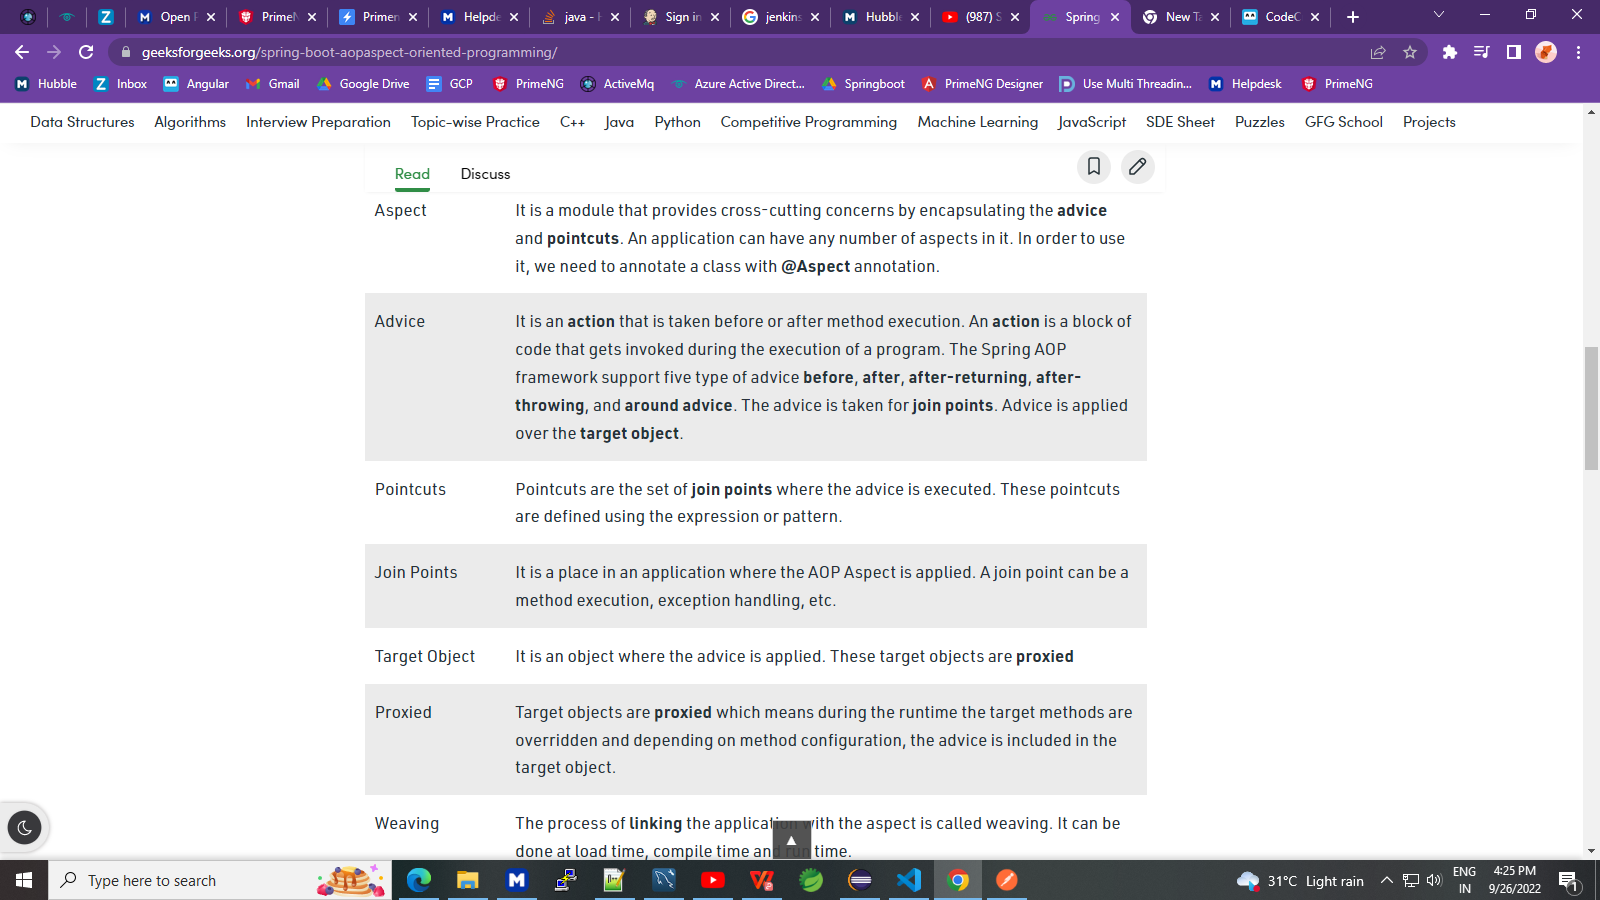 Open F
PrimeN
Primen
Helpde
java - H
Sign in
jenkins
Hubble
(987) S
Spring
New Ta
CodeC
geeksforgeeks.org/spring-boot-aopaspect-oriented-programming/
Hubble
Inbox
Angular
Gmail
Google Drive
GCP
PrimeNG
ActiveMq
Azure Active Direct...
Springboot
PrimeNG Designer
Use Multi Threadin...
Helpdesk
PrimeNG
Data Structures Algorithms Interview Preparation Topic-wise Practice C++ Java Python Competitive Programming Machine Learning JavaScript SDE Sheet Puzzles GFG School Projects
Read Discuss
Aspect
It is a module that provides cross-cutting concerns by encapsulating the advice
and pointcuts. An application can have any number of aspects in it. In order to use
it, we need to annotate a class with @Aspect annotation.
Advice
It is an action that is taken before or after method execution. An action is a block of
code that gets invoked during the execution of a program. The Spring AOP
framework support five type of advice before, after, after-returning, after-
throwing, and around advice. The advice is taken for join points. Advice is applied
over the target object.
Pointcuts
Pointcuts are the set of join points where the advice is executed. These pointcuts
are defined using the expression or pattern.
Join Points
It is a place in an application where the AOP Aspect is applied. A join point can be a
method execution, exception handling, etc.
Target Object
It is an object where the advice is applied. These target objects are proxied
Proxied
Target objects are proxied which means during the runtime the target methods are
overridden and depending on method configuration, the advice is included in the
target object.
Weaving
The process of linking the application with the aspect is called weaving. It can be
done at load time, compile time and run time.
Type here to search
31°C Light rain
ENG
IN
4:25 PM
9/26/2022
1